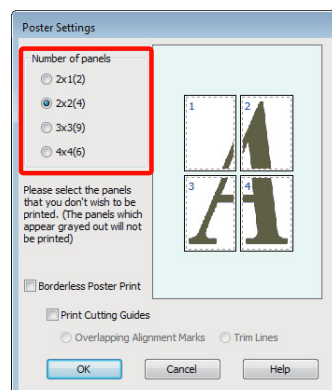 Poster Settings
Number of panels
2x1(2)
2x2(4)
3x3(9)
4x4(6)
1
2
3
4
Please select the panels
that you don't wish to be
printed. (The panels which
appear grayed out will not
be printed)
Borderless Poster Print
Print Cutting Guides
Overlapping Alignment Marks
Trim Lines
OK
Cancel
Help